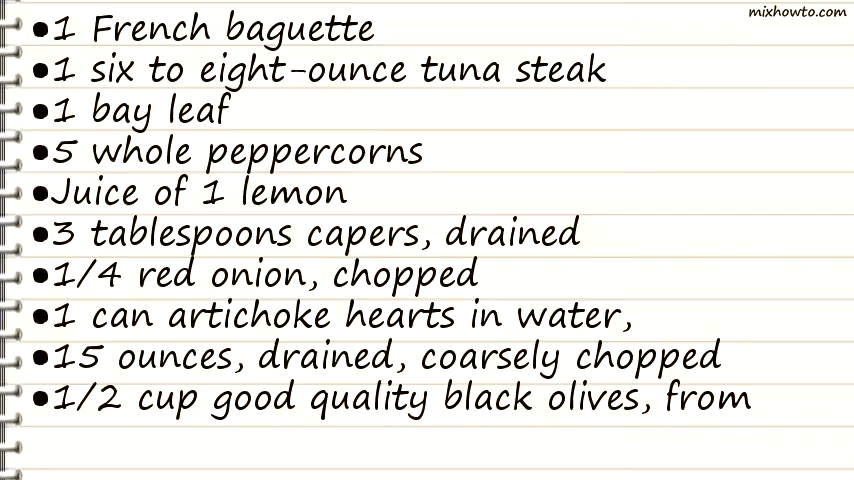 mixhowto.com
•1 French baguette
•1 six to eight-ounce tuna steak
•1 bay leaf
•5 whole peppercorns
•Juice of 1 lemon
•3 tablespoons capers, drained
•1/4 red onion, chopped
•1 can artichoke hearts in water,
•15 ounces, drained, coarsely chopped
•1/2 cup good quality black olives, from